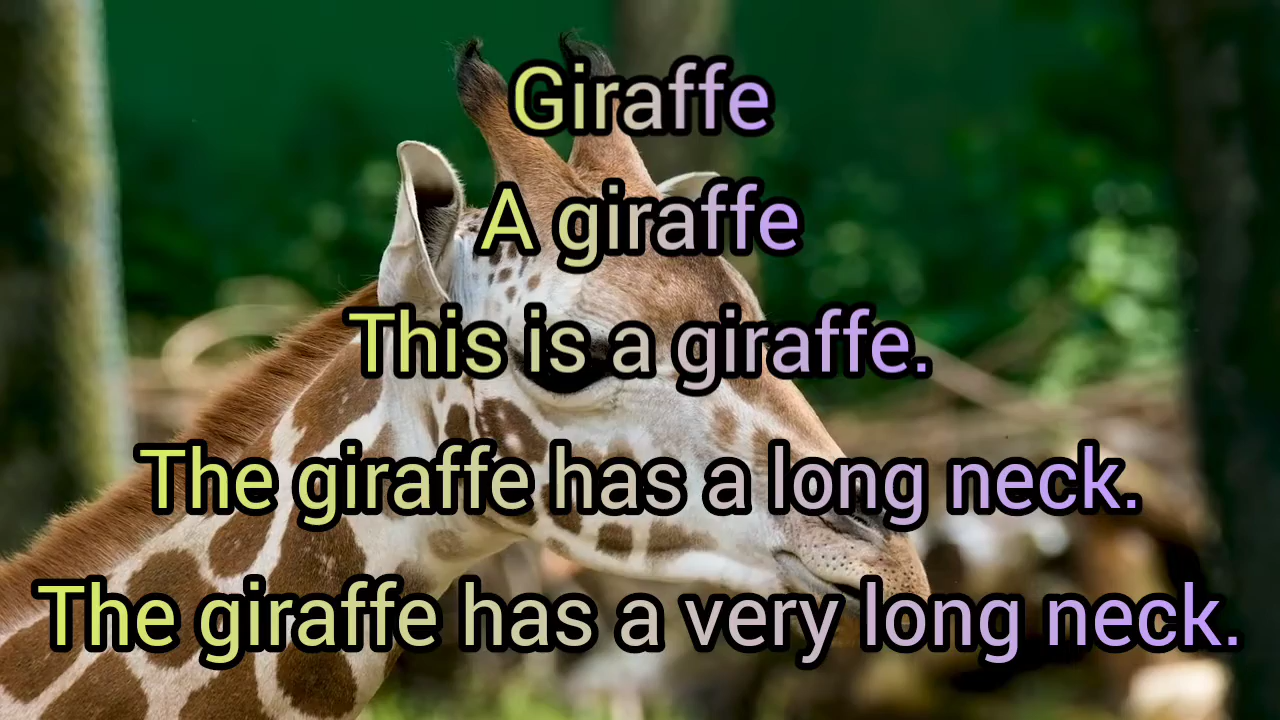 Giraffe
A giraffe
This is a giraffe.
The giraffe has a long neck.
The giraffe has a very long neck.